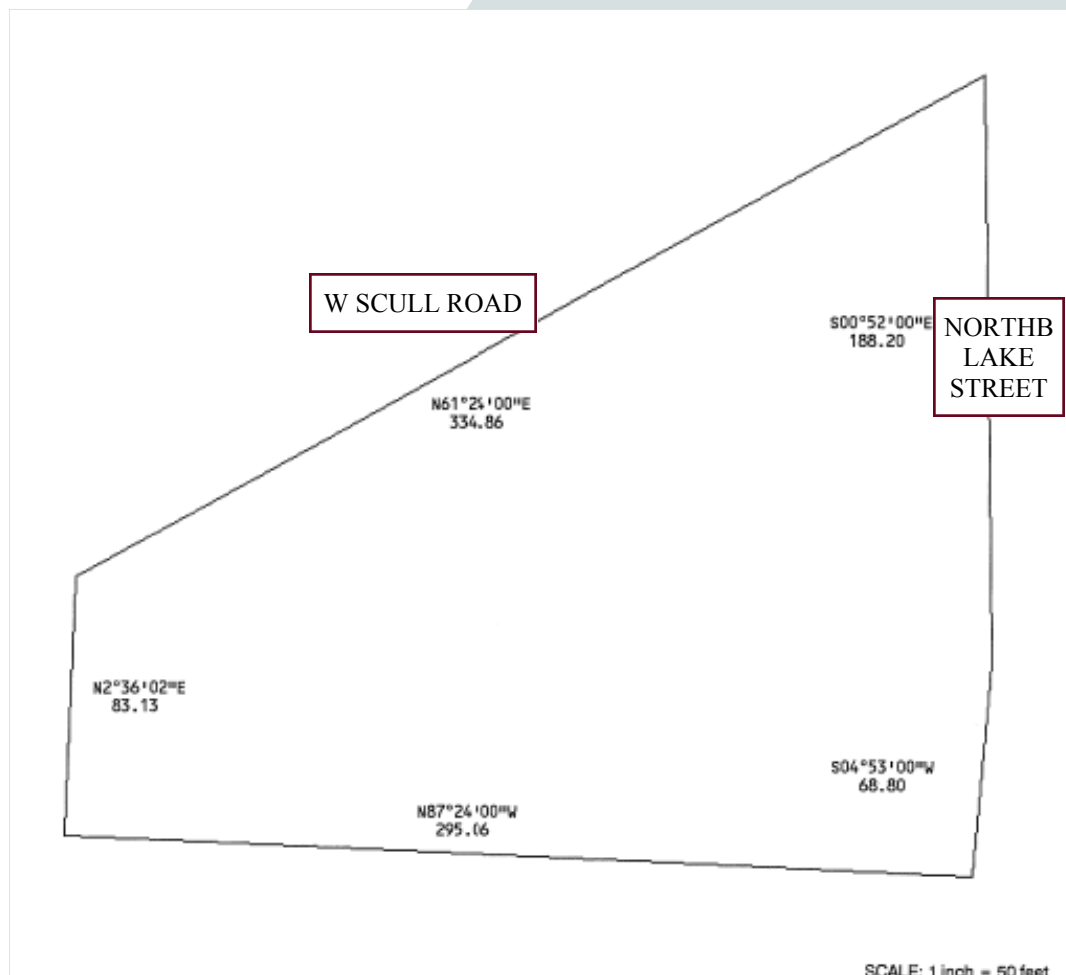 W SCULL ROAD
S00°52'00"E
188.20
NORTHB
LAKE
STREET
N61°24'00"E
334.86
N2°36'02"E
83.13
S04°53'00"W
68.80
N87°24'00"W
295.06
SCALE: 1 inch = 50 feet